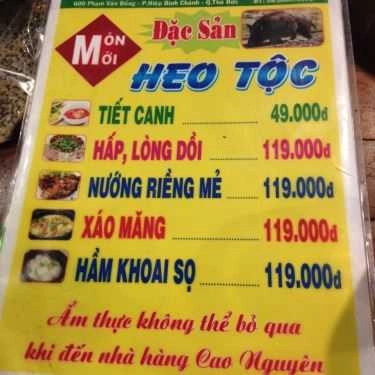 600 Phạm Văn Đồng - P.Hiệp Bình Chánh - Q.Thủ Đức
MÓN MỚI
Đặc Sản
HEO TỘC
TIẾT CANH 49.000đ
HẤP, LÒNG DỒI 119.000đ
NƯỚNG RIỀNG MẺ 119.000đ
XÁO MĂNG 119.000đ
HẦM KHOAI SỌ 119.000đ
Ẩm thực không thể bỏ qua
khi đến nhà hàng Cao Nguyên